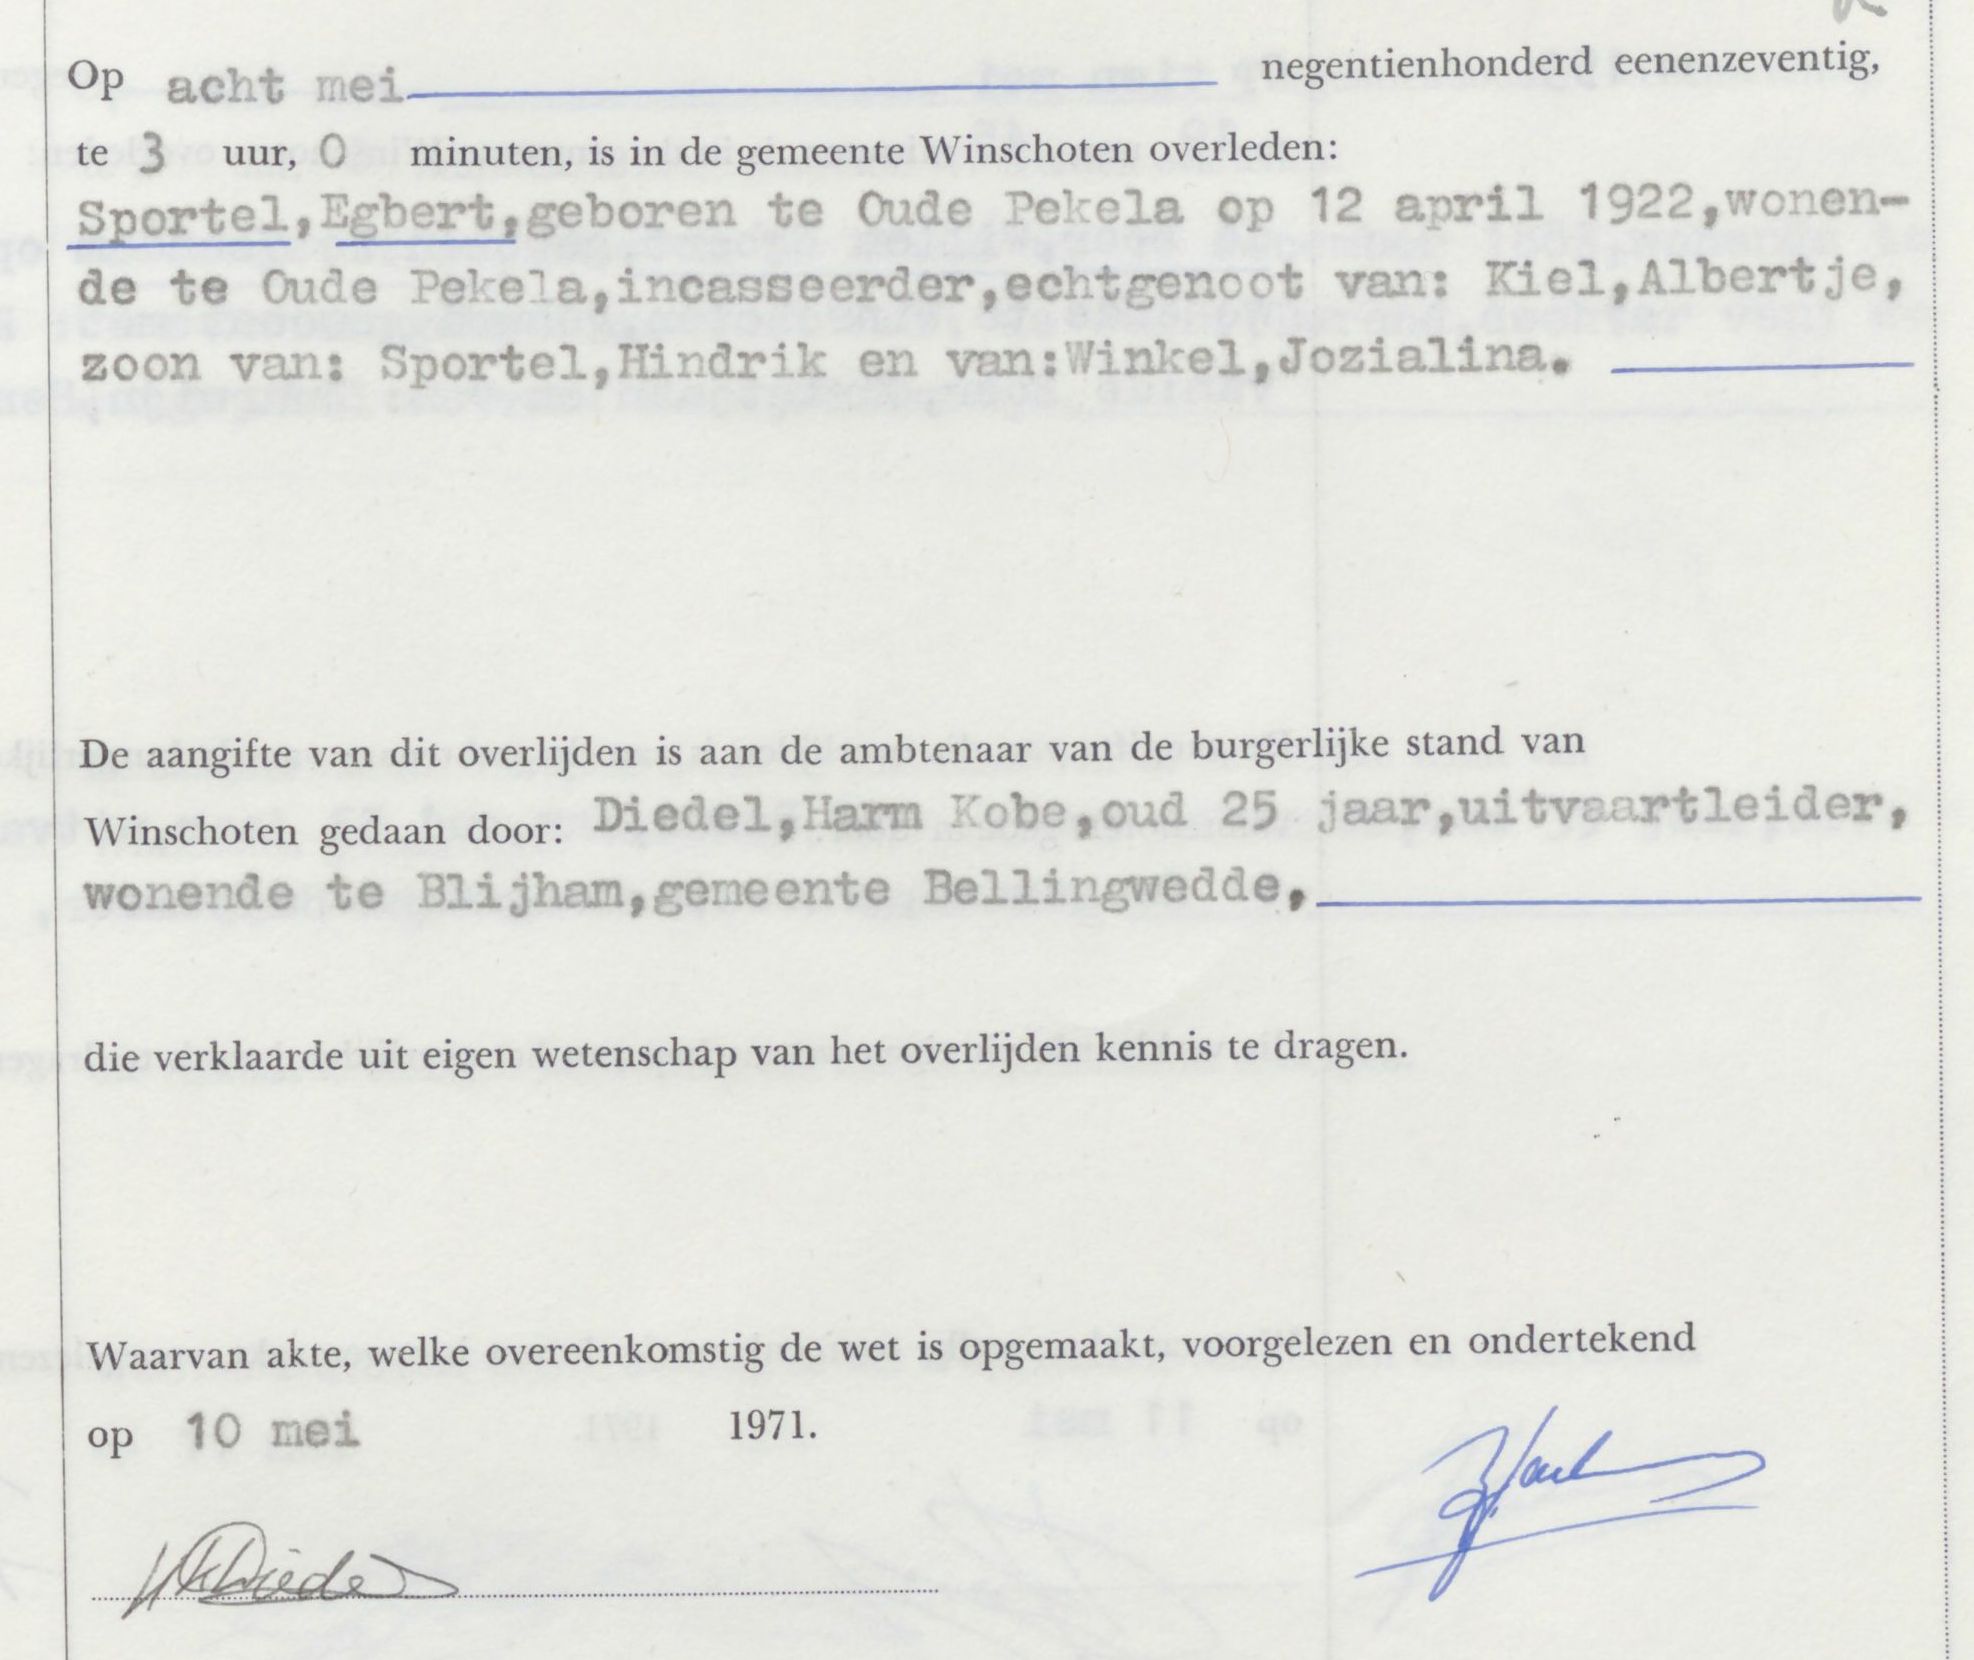 Op acht mei negentienhonderd eenenzeventig,
te 3 uur, 0 minuten, is in de gemeente Winschoten overleden:
Sportel,Egbert,geboren te Oude Pekela op 12 april 1922,wonen-
de te Oude Pekela,incasseerder,echtgenoot van: Kiel,Albertje,
zoon van: Sportel,Hindrik en van:Winkel,Jozialina.
De aangifte van dit overlijden is aan de ambtenaar van de burgerlijke stand van
Winschoten gedaan door: Diedel,Harm Kobe,oud 25 jaar,uitvaartleider,
wonende te Blijham,gemeente Bellingwedde,
die verklaarde uit eigen wetenschap van het overlijden kennis te dragen.
Waarvan akte, welke overeenkomstig de wet is opgemaakt, voorgelezen en ondertekend
op 10 mei 1971.